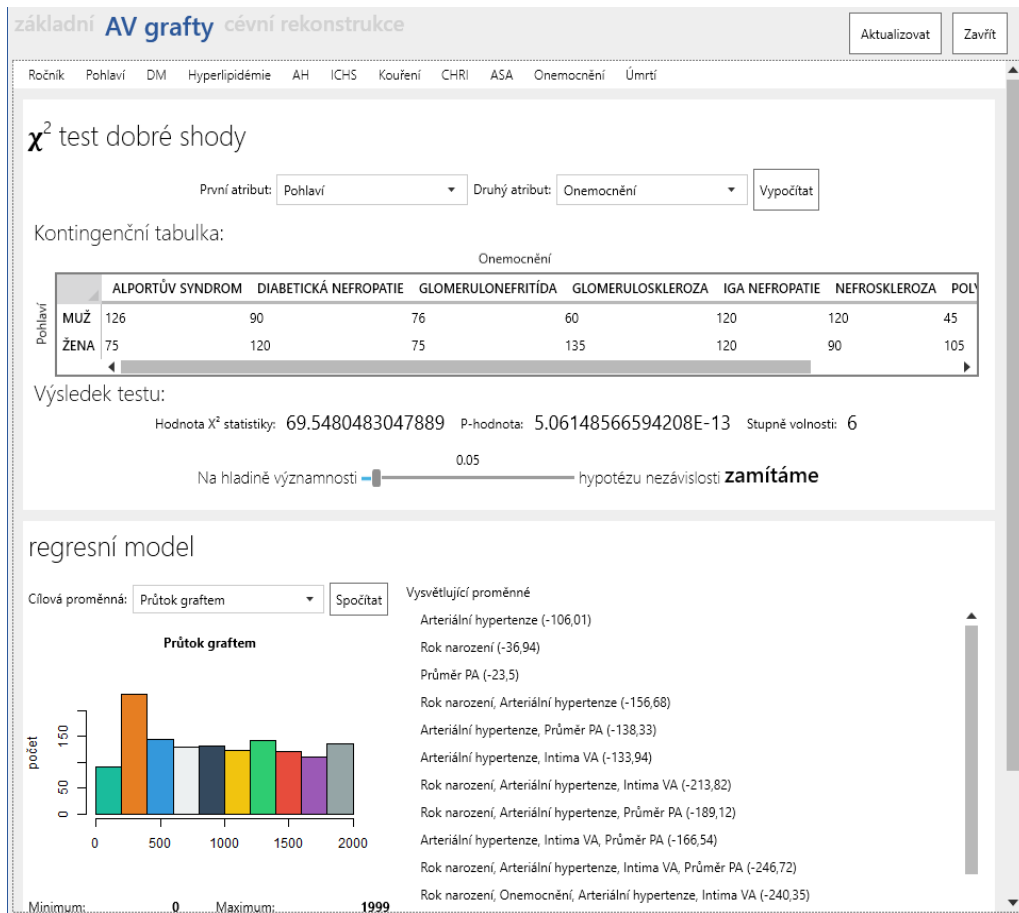 základní AV grafty cévní rekonstrukce
Aktualizovat Zavřít
Ročník Pohlaví DM Hyperlipidémie AH ICHS Kouření CHRI ASA Onemocnění Úmrtí
χ² test dobré shody
První atribut: Pohlaví Druhý atribut: Onemocnění Vypočítat
Kontingenční tabulka:
Onemocnění
Pohlaví
ALPORTŮV SYNDROM DIABETICKÁ NEFROPATIE GLOMERULONEFRITÍDA GLOMERULOSKLEROZA IGA NEFROPATIE NEFROSKLEROZA POLY
MUŽ 126 90 76 60 120 120 45
ŽENA 75 120 75 135 120 90 105
Výsledek testu:
Hodnota X² statistiky: 69.5480483047889 P-hodnota: 5.06148566594208E-13 Stupně volnosti: 6
0.05
Na hladině významnosti hypotézu nezávislosti zamítáme
regresní model
Cílová proměnná: Průtok graftem Spočítat
Průtok graftem
počet
150
50
0
0 500 1000 1500 2000
Minimum: 0 Maximum: 1999
Vysvětlující proměnné
Arteriální hypertenze (-106,01)
Rok narození (-36,94)
Průměr PA (-23,5)
Rok narození, Arteriální hypertenze (-156,68)
Arteriální hypertenze, Průměr PA (-138,33)
Arteriální hypertenze, Intima VA (-133,94)
Rok narození, Arteriální hypertenze, Intima VA (-213,82)
Rok narození, Arteriální hypertenze, Průměr PA (-189,12)
Arteriální hypertenze, Intima VA, Průměr PA (-166,54)
Rok narození, Arteriální hypertenze, Intima VA, Průměr PA (-246,72)
Rok narození, Onemocnění, Arteriální hypertenze, Intima VA (-240,35)